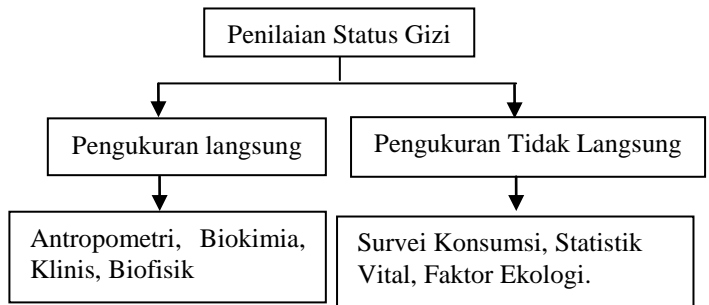 Penilaian Status Gizi
Pengukuran langsung
Pengukuran Tidak Langsung
Antropometri, Biokimia,
Klinis, Biofisik
Survei Konsumsi, Statistik
Vital, Faktor Ekologi.